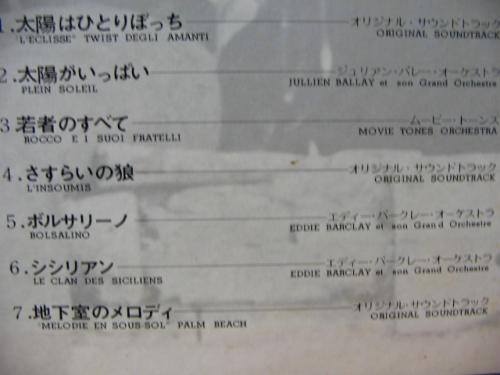 1.太陽はひとりぼっち オリジナル・サウンドトラック
"L'ECLISSE" TWIST DEGLI AMANTI ORIGINAL SOUNDTRACK
2.太陽がいっぱい ジュリアン・バレー・オーケストラ
PLEIN SOLEIL JULLIEN BALLAY et son Grand Orchestre
3 若者のすべて ムービー・トーンズ
ROCCO E I SUOI FRATELLI MOVIE TONES ORCHESTRA
4.さすらいの狼 オリジナル・サウンドトラック
L'INSOUMIS ORIGINAL SOUNDTRACK
5.ボルサリーノ エディー・バークレー・オーケストラ
BOLSALINO EDDIE BARCLAY et son Grand Orchestre
6.シシリアン エディー・バークレー・オーケストラ
LE CLAN DES SICILIENS EDDIE BARCLAY et son Grand Orchestre
7.地下室のメロディ オリジナル・サウンドトラック
"MELODIE EN SOUS-SOL" PALM BEACH ORIGINAL SOUNDTRACK